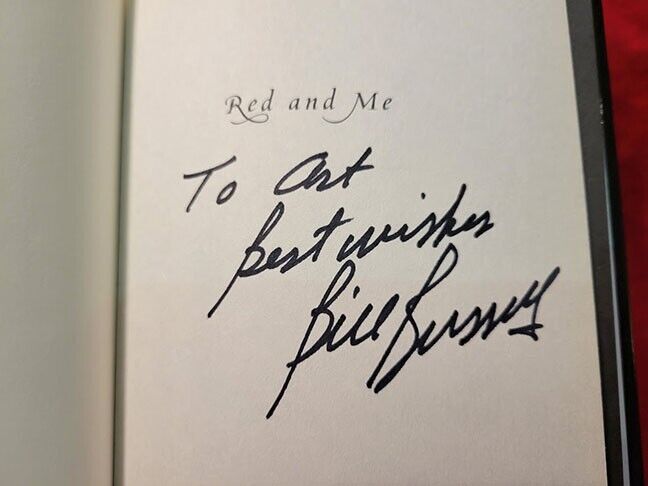 Red and Me
To Art
Best wishes
Bill Russell